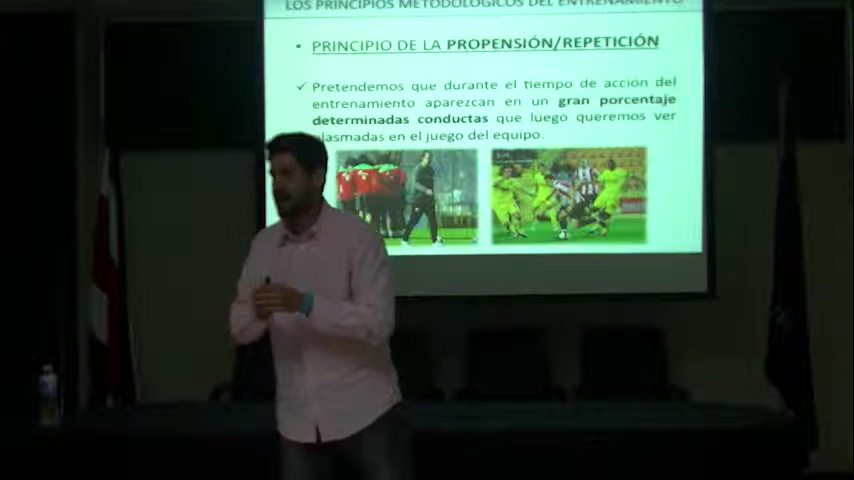 LOS PRINCIPIOS METODOLÓGICOS DEL ENTRENAMIENTO
• PRINCIPIO DE LA PROPENSIÓN/REPETICIÓN
✓ Pretendemos que durante el tiempo de acción del
entrenamiento aparezcan en un gran porcentaje
determinadas conductas que luego queremos ver
plasmadas en el juego del equipo.